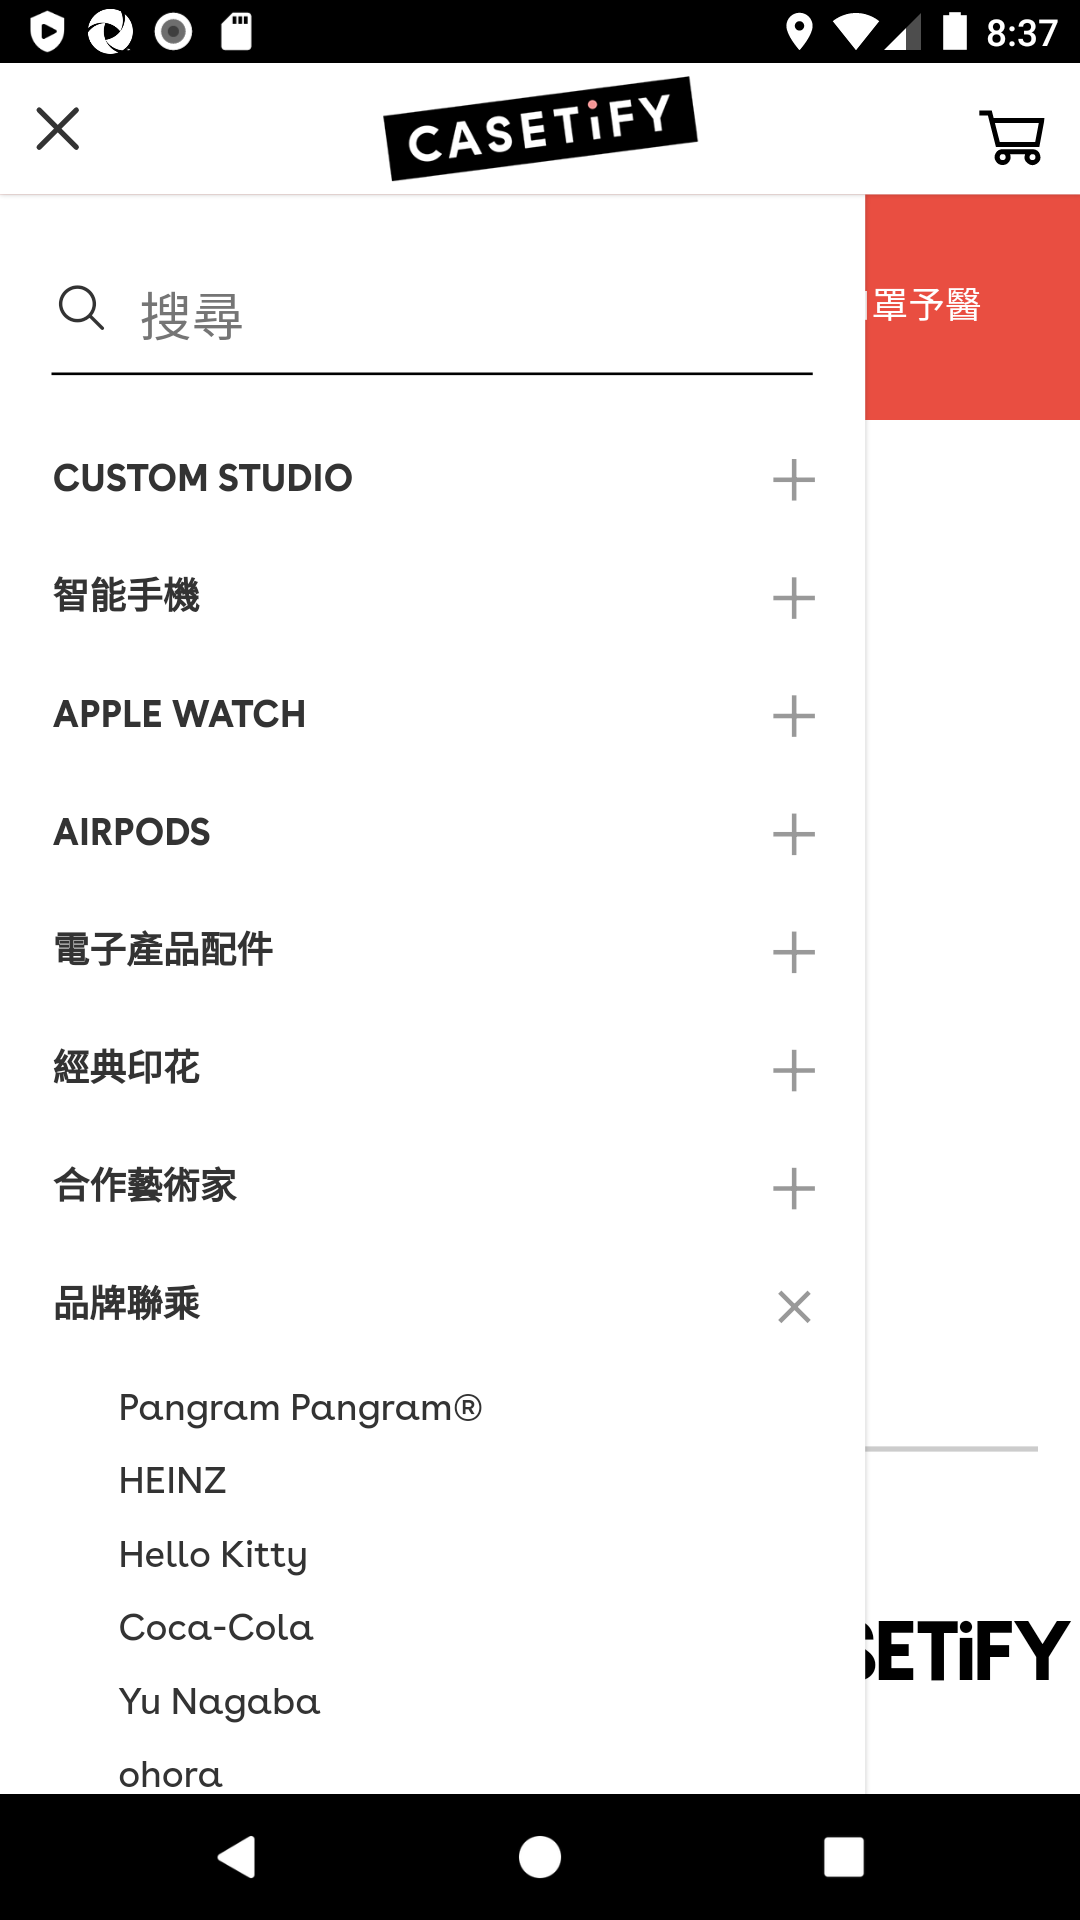 8:37
CASETiFY
搜尋
罩予醫
CUSTOM STUDIO
智能手機
APPLE WATCH
AIRPODS
電子產品配件
經典印花
合作藝術家
品牌聯乘
Pangram Pangram®
HEINZ
Hello Kitty
Coca-Cola
SETiFY
Yu Nagaba
ohora